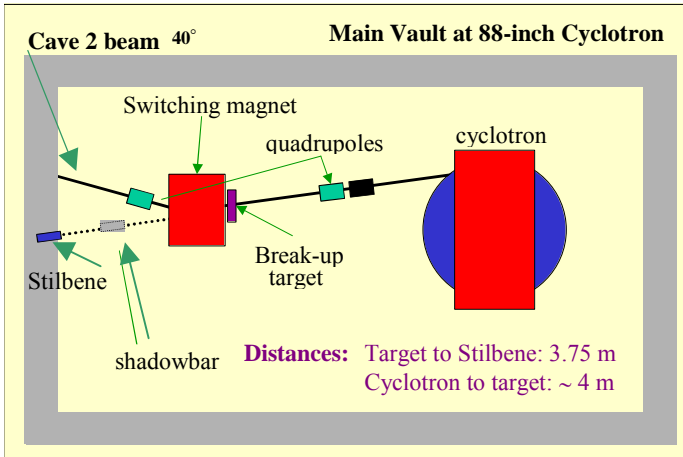 Main Vault at 88-inch Cyclotron
Cave 2 beam 40°
Switching magnet
quadrupoles
cyclotron
Break-up
target
Stilbene
shadowbar
Distances: Target to Stilbene: 3.75 m
Cyclotron to target: ~ 4 m